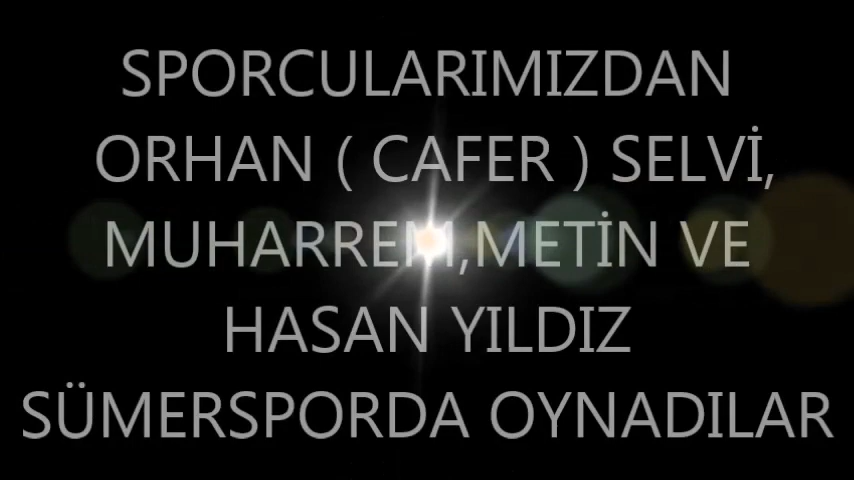 SPORCULARIMIZDAN
ORHAN ( CAFER ) SELVİ,
MUHARREM,METİN VE
HASAN YILDIZ
SÜMERSPORDA OYNADILAR